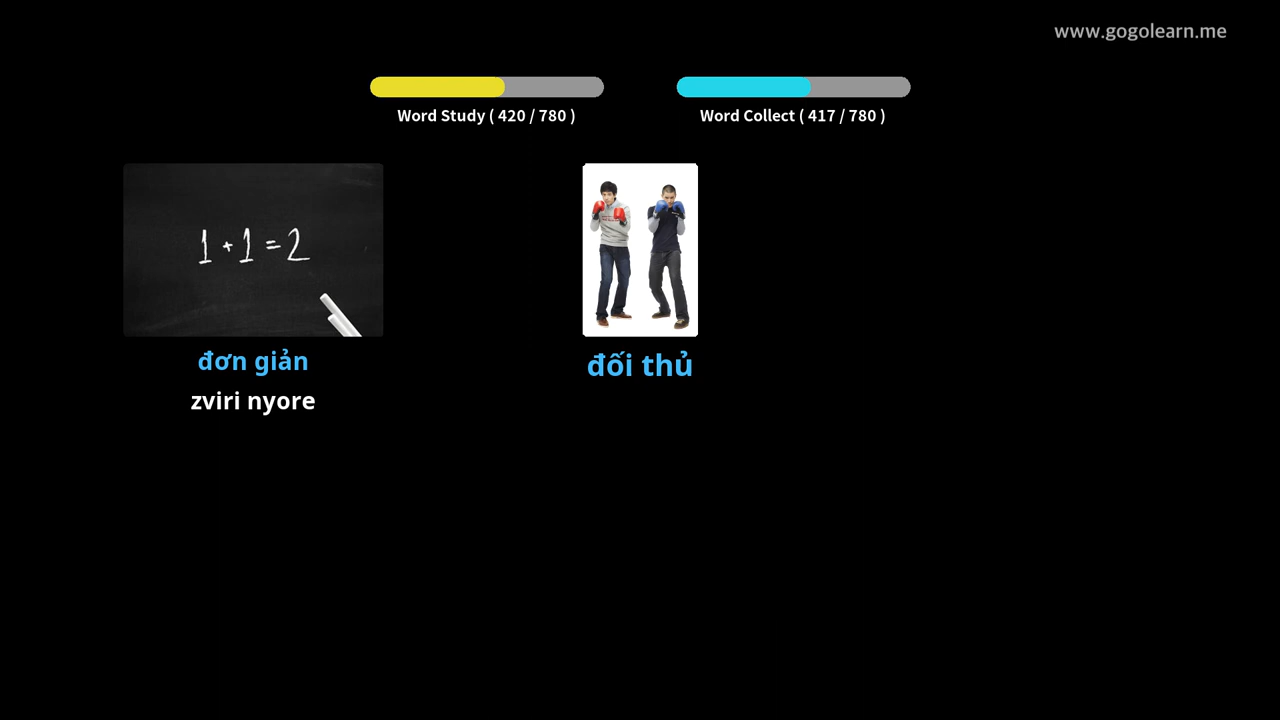 www.gogolearn.me
Word Study ( 420 / 780 )
Word Collect ( 417 / 780 )
1 + 1 = 2
đơn giản
zviri nyore
đối thủ